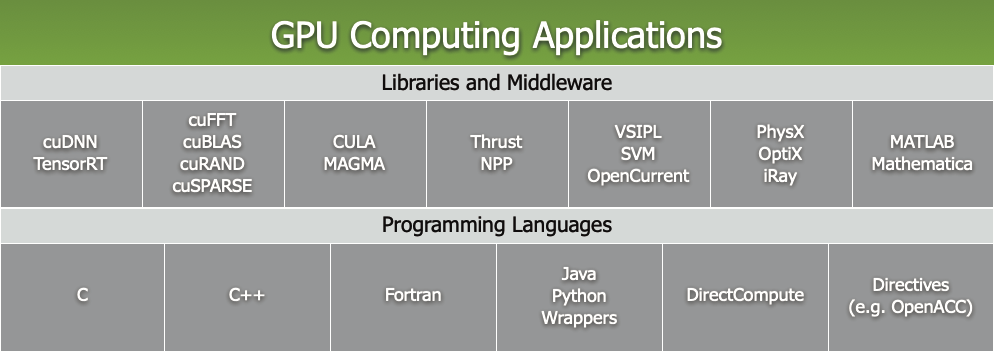 GPU Computing Applications
Libraries and Middleware
cuDNN
TensorRT
cuFFT
cuBLAS
cuRAND
cuSPARSE
CULA
MAGMA
Thrust
NPP
VSIPL
SVM
OpenCurrent
PhysX
OptiX
iRay
MATLAB
Mathematica
Programming Languages
C
C++
Fortran
Java
Python
Wrappers
DirectCompute
Directives
(e.g. OpenACC)